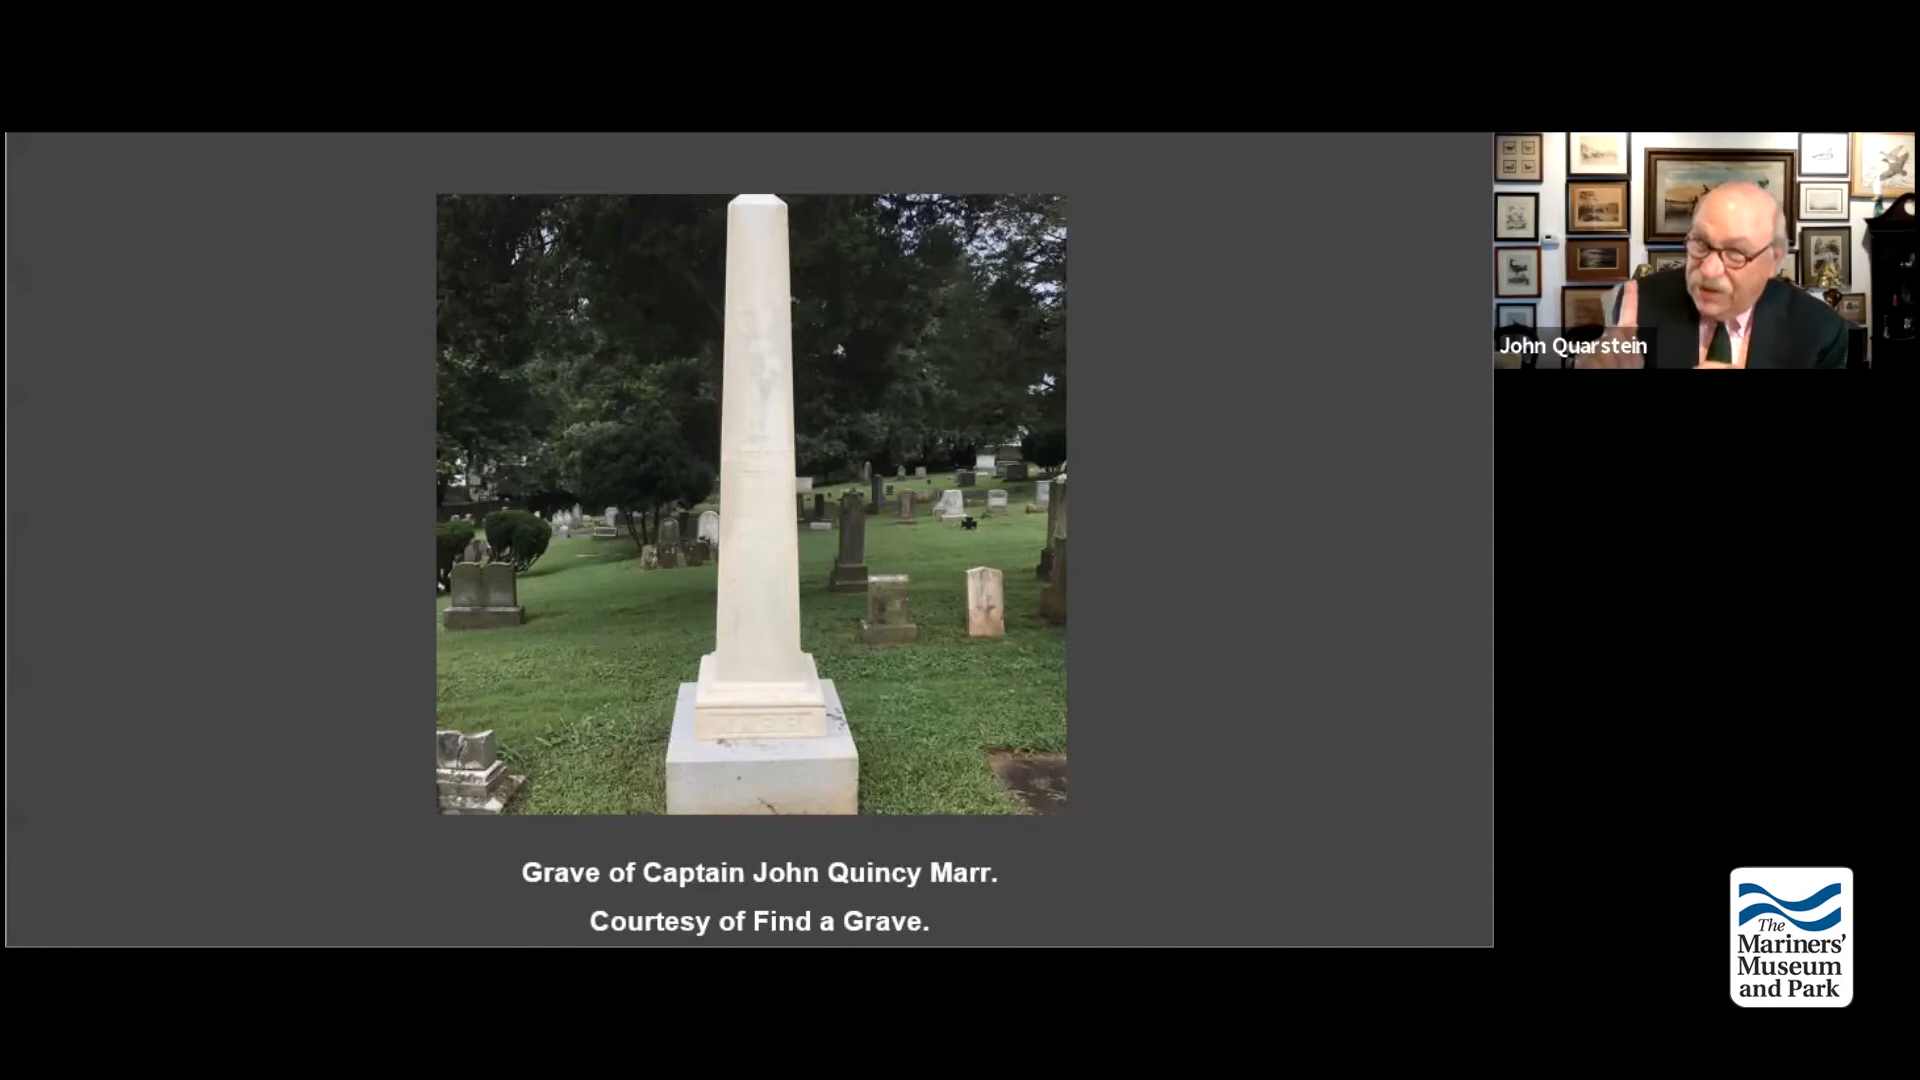 John Quarstein
Grave of Captain John Quincy Marr.
Courtesy of Find a Grave.
The
Mariners'
Museum
and Park